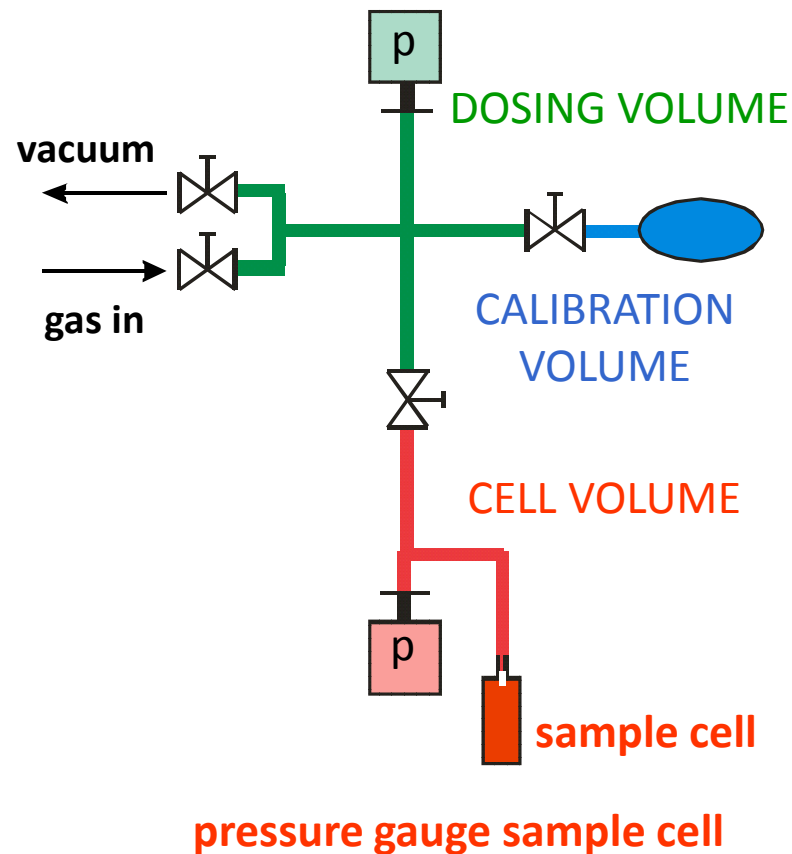 p
DOSING VOLUME
vacuum
gas in
CALIBRATION
VOLUME
CELL VOLUME
p
sample cell
pressure gauge sample cell